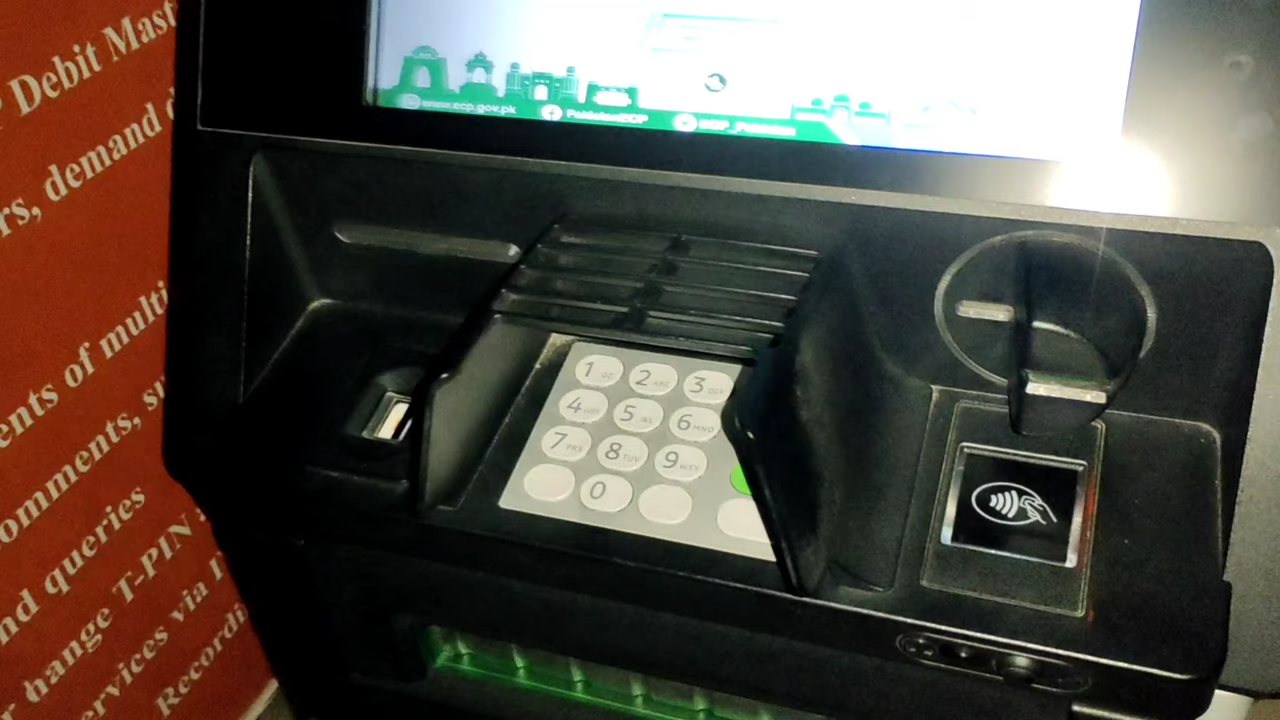 Debit Mast
rs, demand d
ents of multi
omments, su
nd queries
hange T-PIN
ervices via I
Recordi
www.ecp.gov.pk
PakistanECP
ECP_Pakistan
1 2 ABC 3 DEF
4 GHI 5 JKL 6 MNO
7 PRS 8 TUV 9 WXY
0